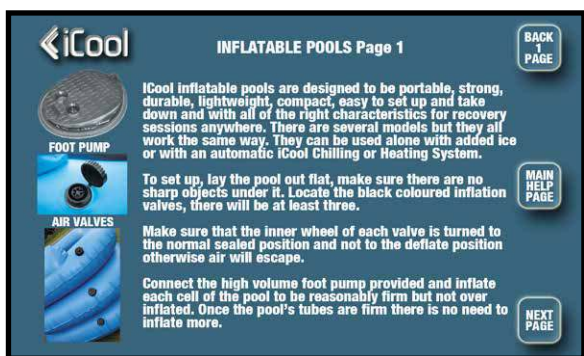 iCool
INFLATABLE POOLS Page 1
BACK
1
PAGE
FOOT PUMP
AIR VALVES
ICool inflatable pools are designed to be portable, strong,
durable, lightweight, compact, easy to set up and take
down and with all of the right characteristics for recovery
sessions anywhere. There are several models but they all
work the same way. They can be used alone with added ice
or with an automatic iCool Chilling or Heating System.
To set up, lay the pool out flat, make sure there are no
sharp objects under it. Locate the black coloured inflation
valves, there will be at least three.
Make sure that the inner wheel of each valve is turned to
the normal sealed position and not to the deflate position
otherwise air will escape.
Connect the high volume foot pump provided and inflate
each cell of the pool to be reasonably firm but not over
inflated. Once the pool's tubes are firm there is no need to
inflate more.
MAIN
HELP
PAGE
NEXT
PAGE